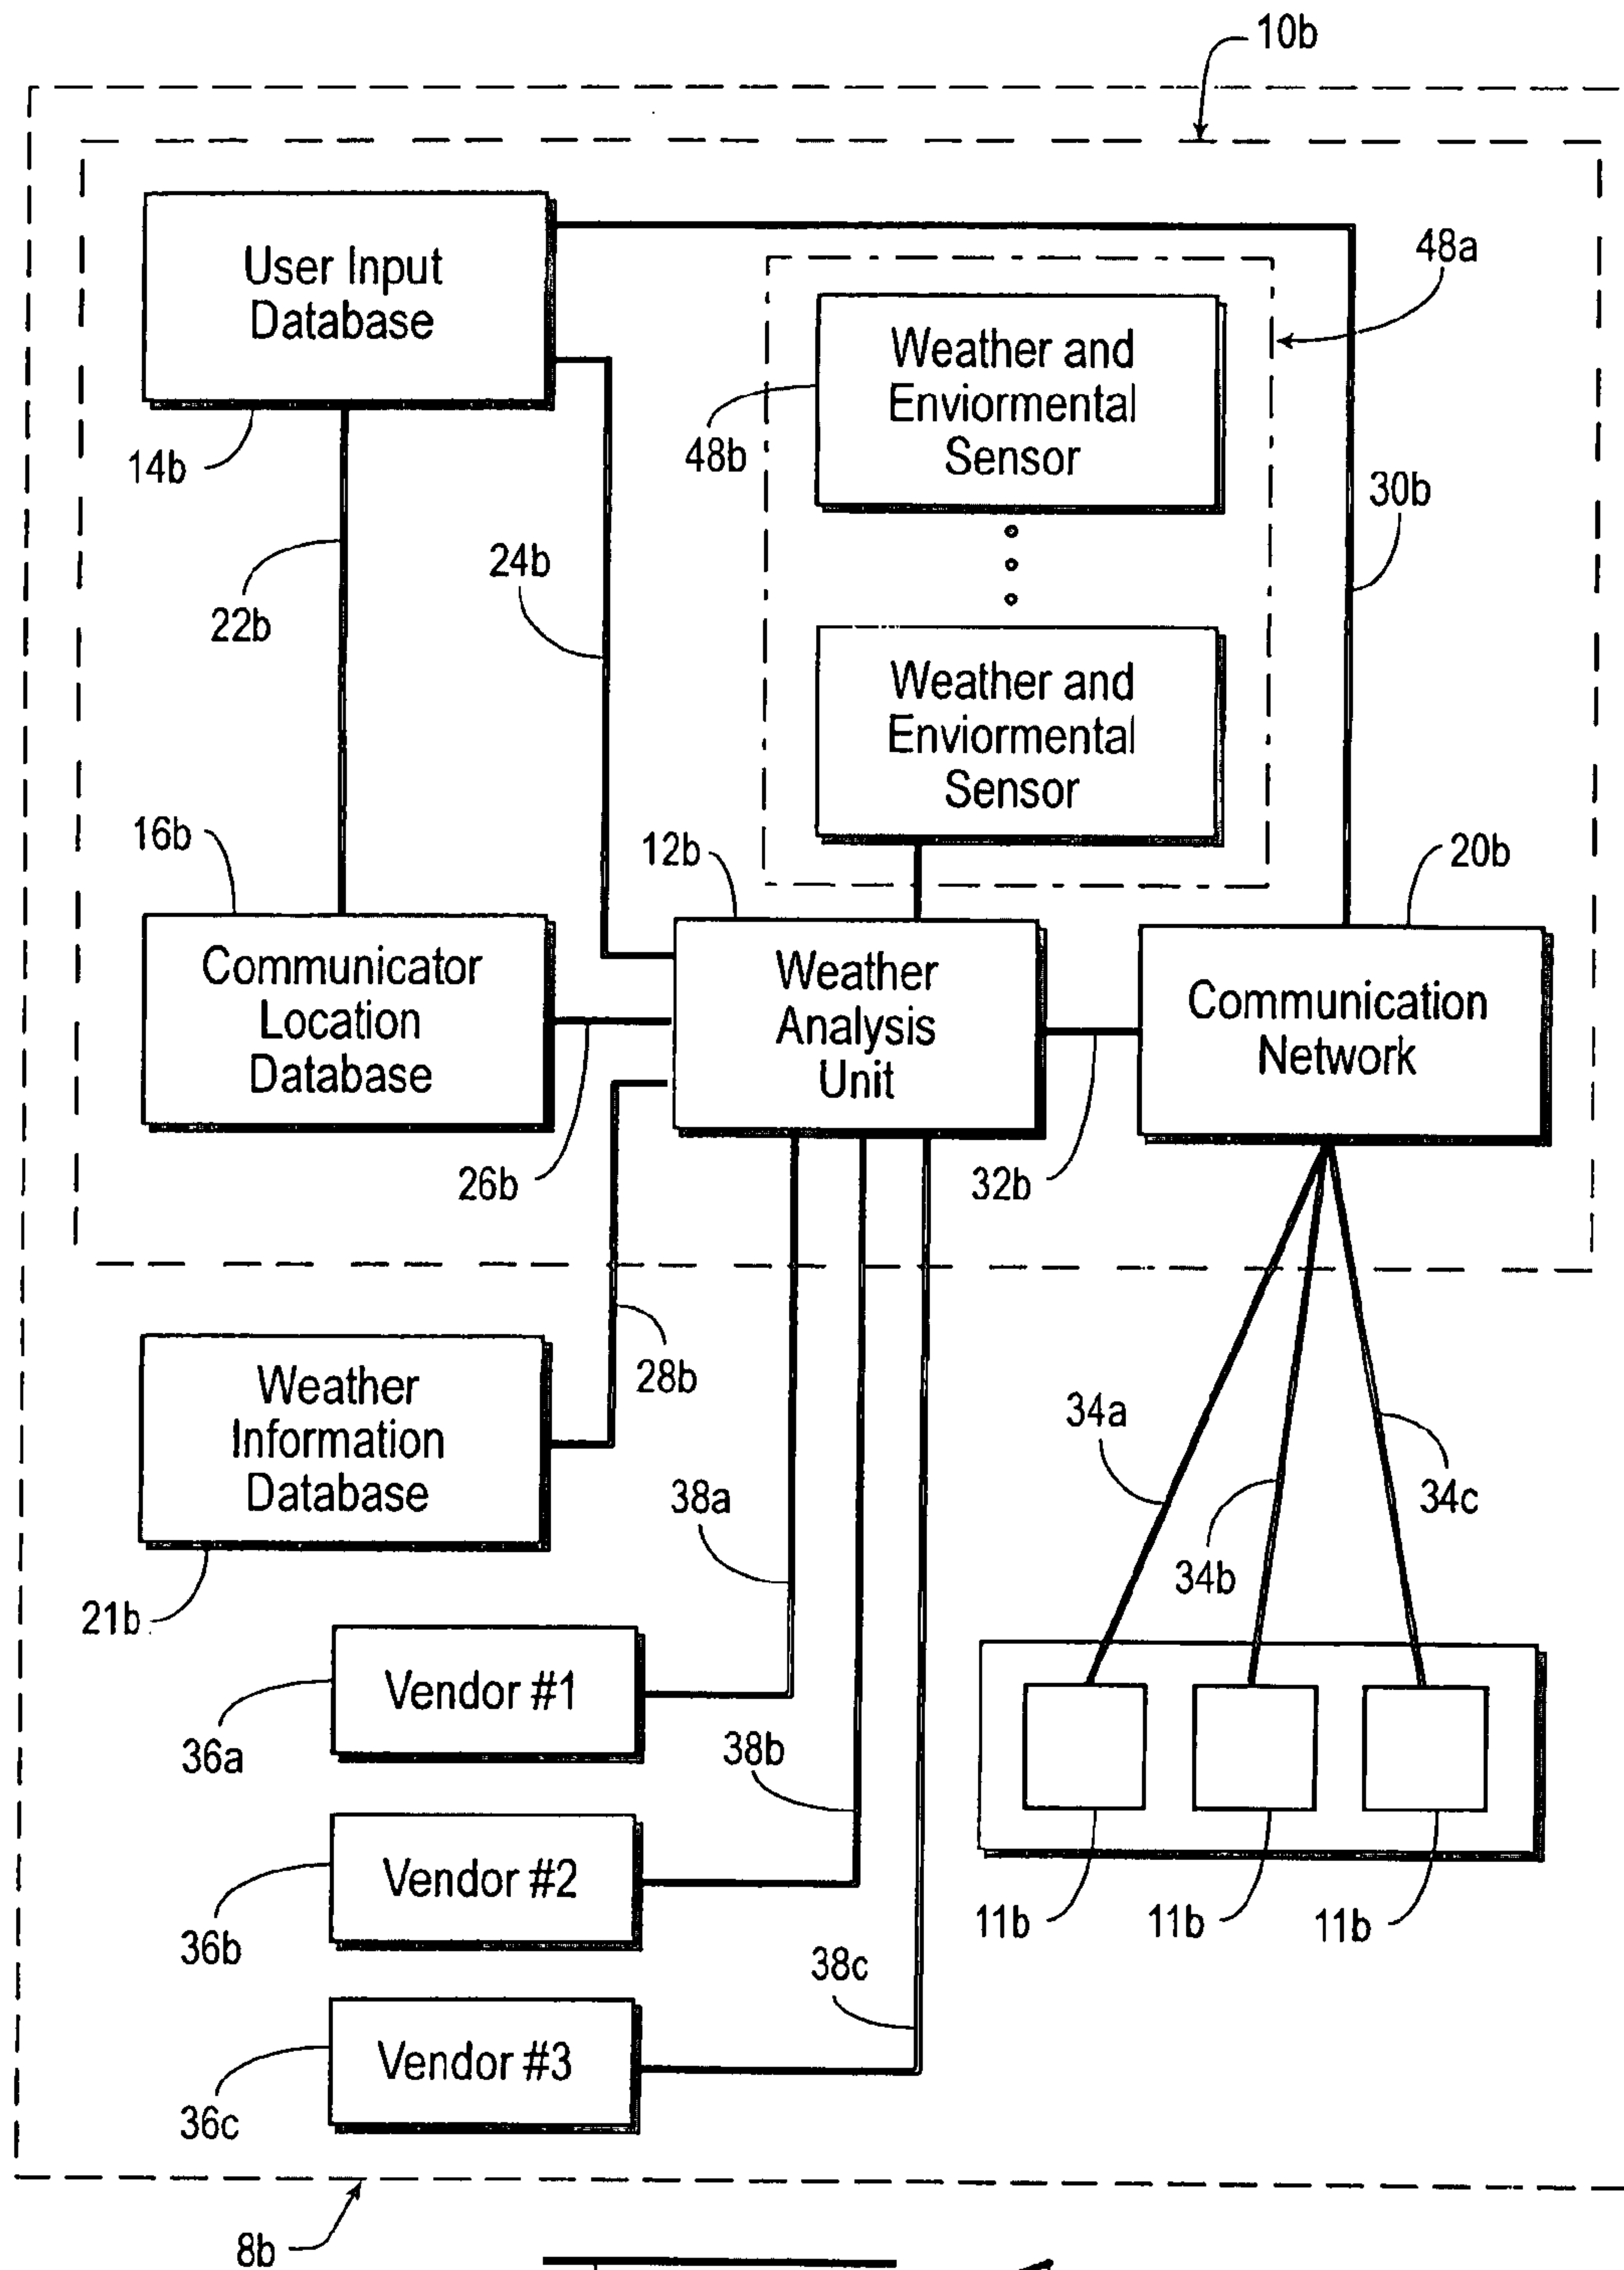 10b
User Input
Database
48a
Weather and
Enviormental
Sensor
48b
14b
30b
24b
22b
Weather and
Enviormental
Sensor
16b
12b
20b
Communicator
Location
Database
Weather
Analysis
Unit
Communication
Network
26b
32b
28b
Weather
Information
Database
34a
34c
38a
34b
21b
Vendor #1
36a
38b
Vendor #2
36b
11b
11b
11b
38c
Vendor #3
36c
8b